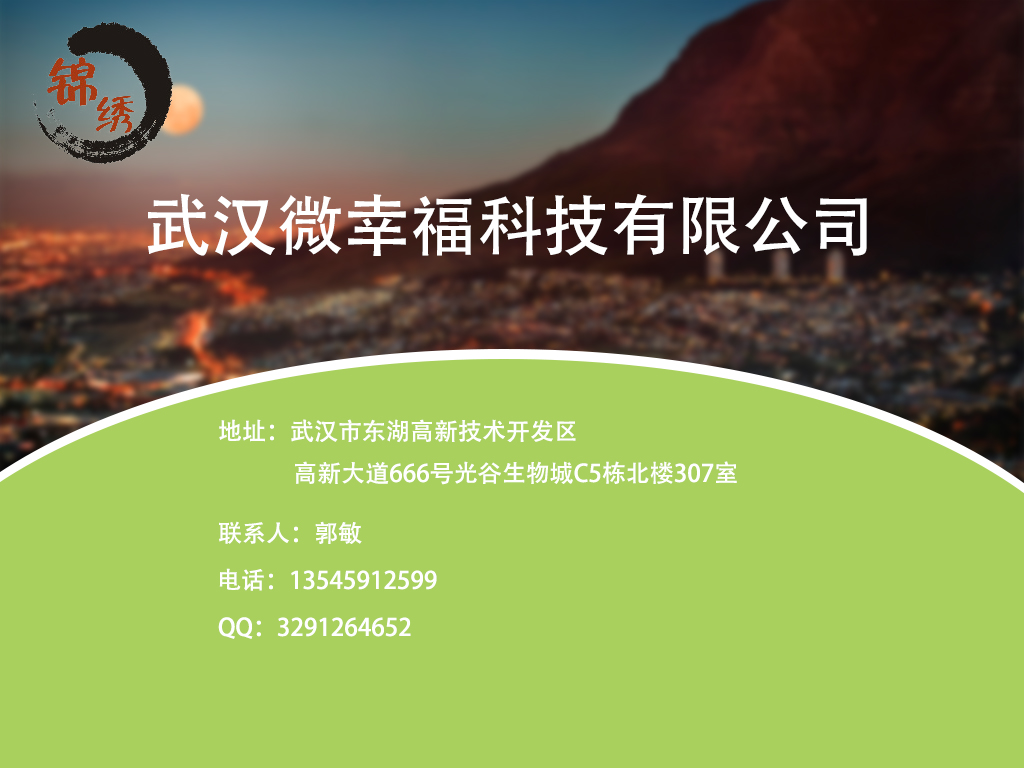 锦
绣
武汉微幸福科技有限公司
地址：武汉市东湖高新技术开发区
高新大道666号光谷生物城C5栋北楼307室
联系人：郭敏
电话：13545912599
QQ：3291264652